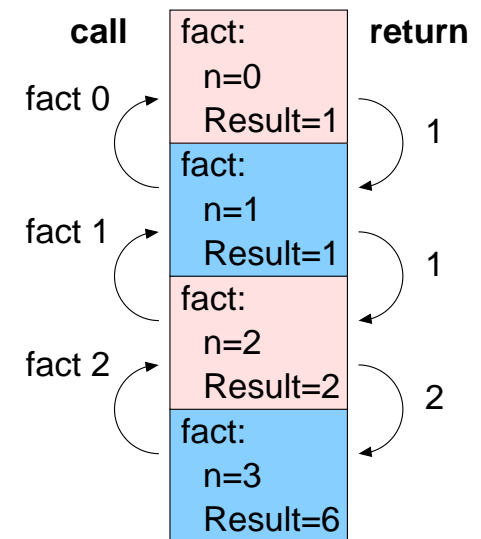 call
fact:
return
n=0
fact 0
Result=1
1
fact:
n=1
fact 1
Result=1
1
fact:
n=2
fact 2
Result=2
2
fact:
n=3
Result=6